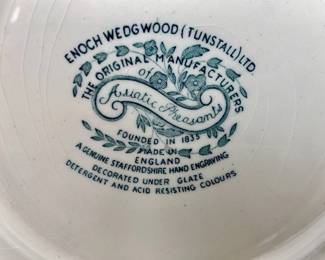 ENOCH WEDGWOOD (TUNSTALL) LTD
THE ORIGINAL MANUFACTURERS
of
Asiatic Pheasants
FOUNDED IN 1835
MADE IN
ENGLAND
A GENUINE STAFFORDSHIRE HAND ENGRAVING
DECORATED UNDER GLAZE
DETERGENT AND ACID RESISTING COLOURS